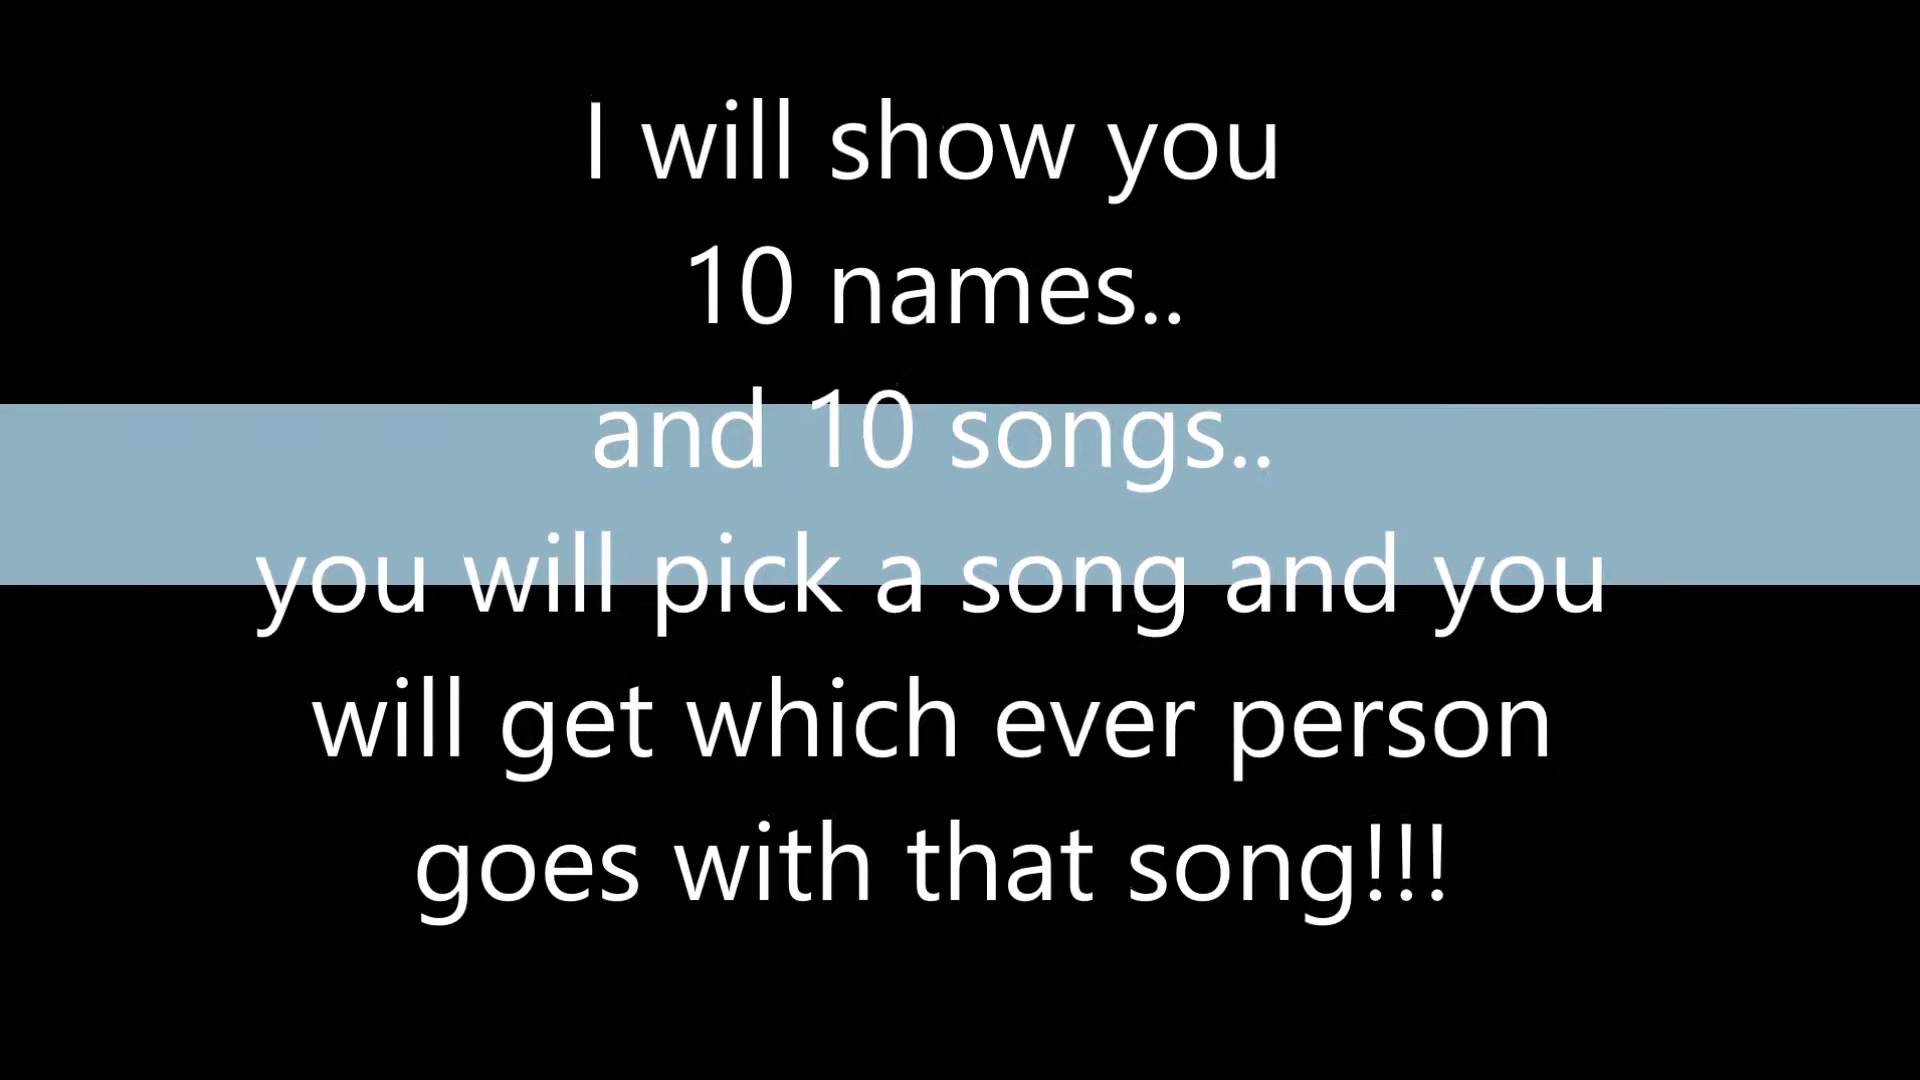 I will show you
10 names..
and 10 songs..
you will pick a song and you
will get which ever person
goes with that song!!!